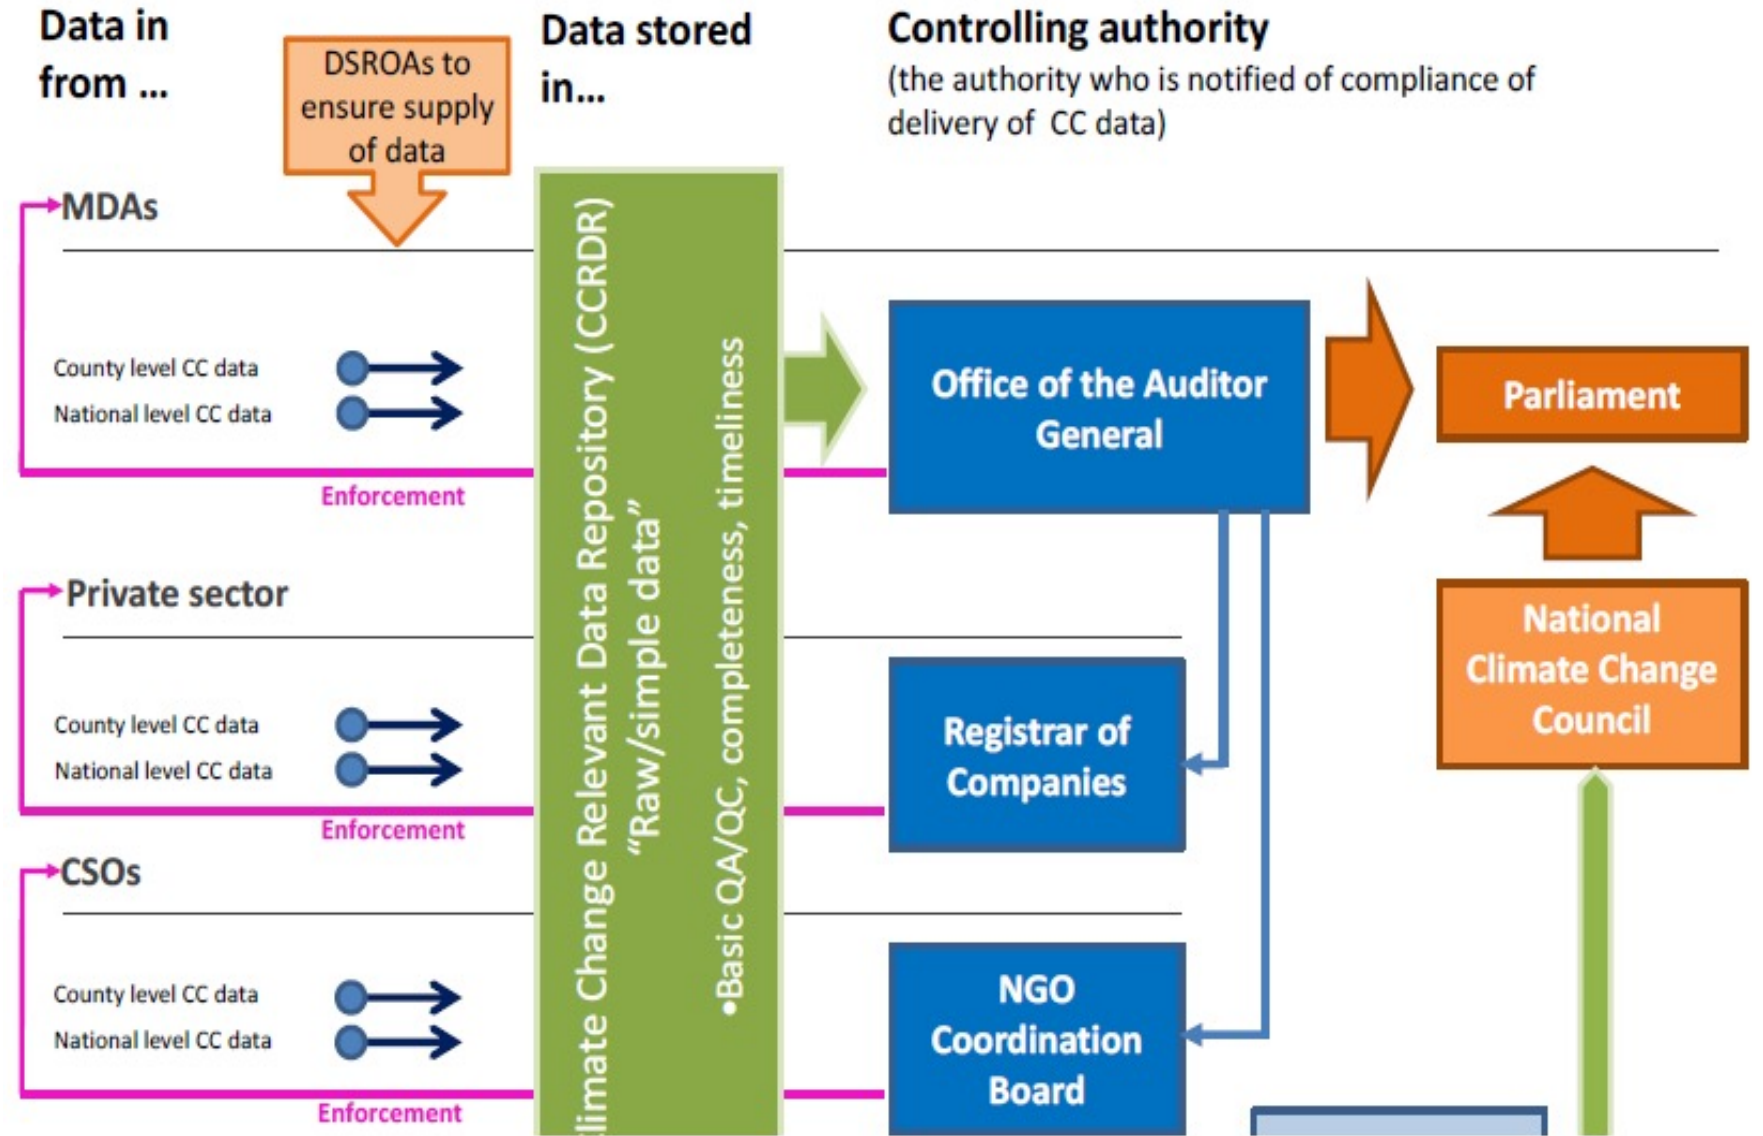 Data in
from ...
DSROAs to
ensure supply
of data
Data stored
in...
Controlling authority
(the authority who is notified of compliance of
delivery of CC data)
MDAs
County level CC data
National level CC data
Enforcement
Private sector
County level CC data
National level CC data
Enforcement
CSOs
County level CC data
National level CC data
Enforcement
limate Change Relevant Data Repository (CCRDR)
“Raw/simple data”
•Basic QA/QC, completeness, timeliness
Office of the Auditor
General
Parliament
National
Climate Change
Council
Registrar of
Companies
NGO
Coordination
Board